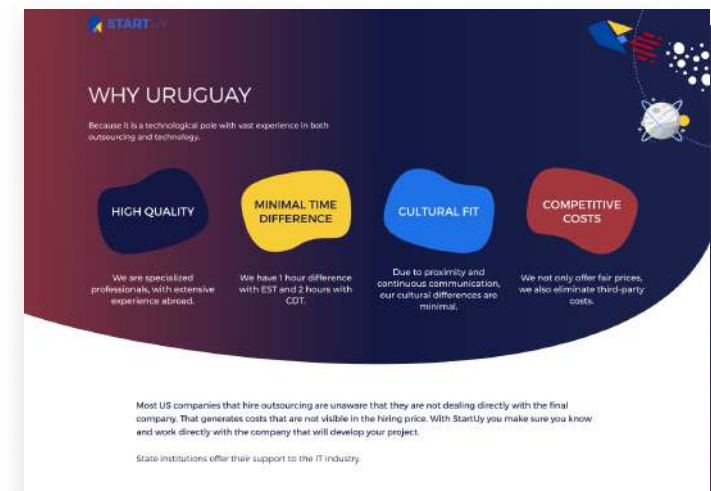 STARTUY
WHY URUGUAY
Because it is a technological pole with vast experience in both
outsourcing and technology.
HIGH QUALITY
We are specialized
professionals, with extensive
experience abroad.
MINIMAL TIME
DIFFERENCE
We have 1 hour difference
with EST and 2 hours with
CDT.
CULTURAL FIT
Due to proximity and
continuous communication,
our cultural differences are
minimal.
COMPETITIVE
COSTS
We not only offer fair prices,
we also eliminate third-party
costs.
Most US companies that hire outsourcing are unaware that they are not dealing directly with the final
company. That generates costs that are not visible in the hiring price. With StartUy you make sure you know
and work directly with the company that will develop your project.
State institutions offer their support to the IT industry.